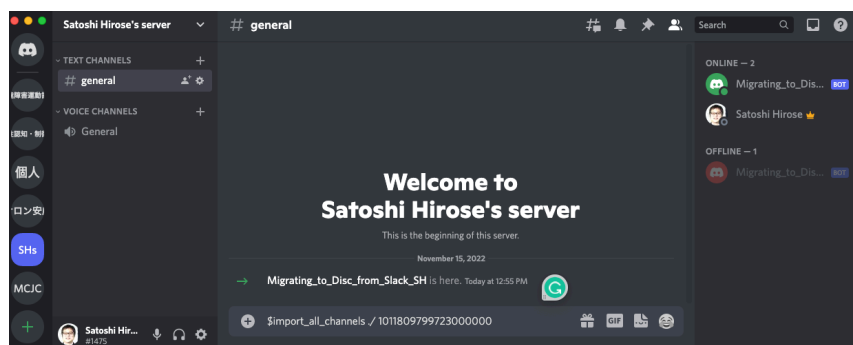 Satoshi Hirose's server
# general
Search
TEXT CHANNELS
# general
VOICE CHANNELS
General
個人
SHs
MCJC
Welcome to
Satoshi Hirose's server
This is the beginning of this server.
November 15, 2022
Migrating_to_Disc_from_Slack_SH is here. Today at 12:55 PM
$import_all_channels ./ 1011809799723000000
GIF
Satoshi Hir...
#1475
ONLINE — 2
Migrating_to_Dis... BOT
Satoshi Hirose
OFFLINE — 1
Migrating_to_Dis... BOT